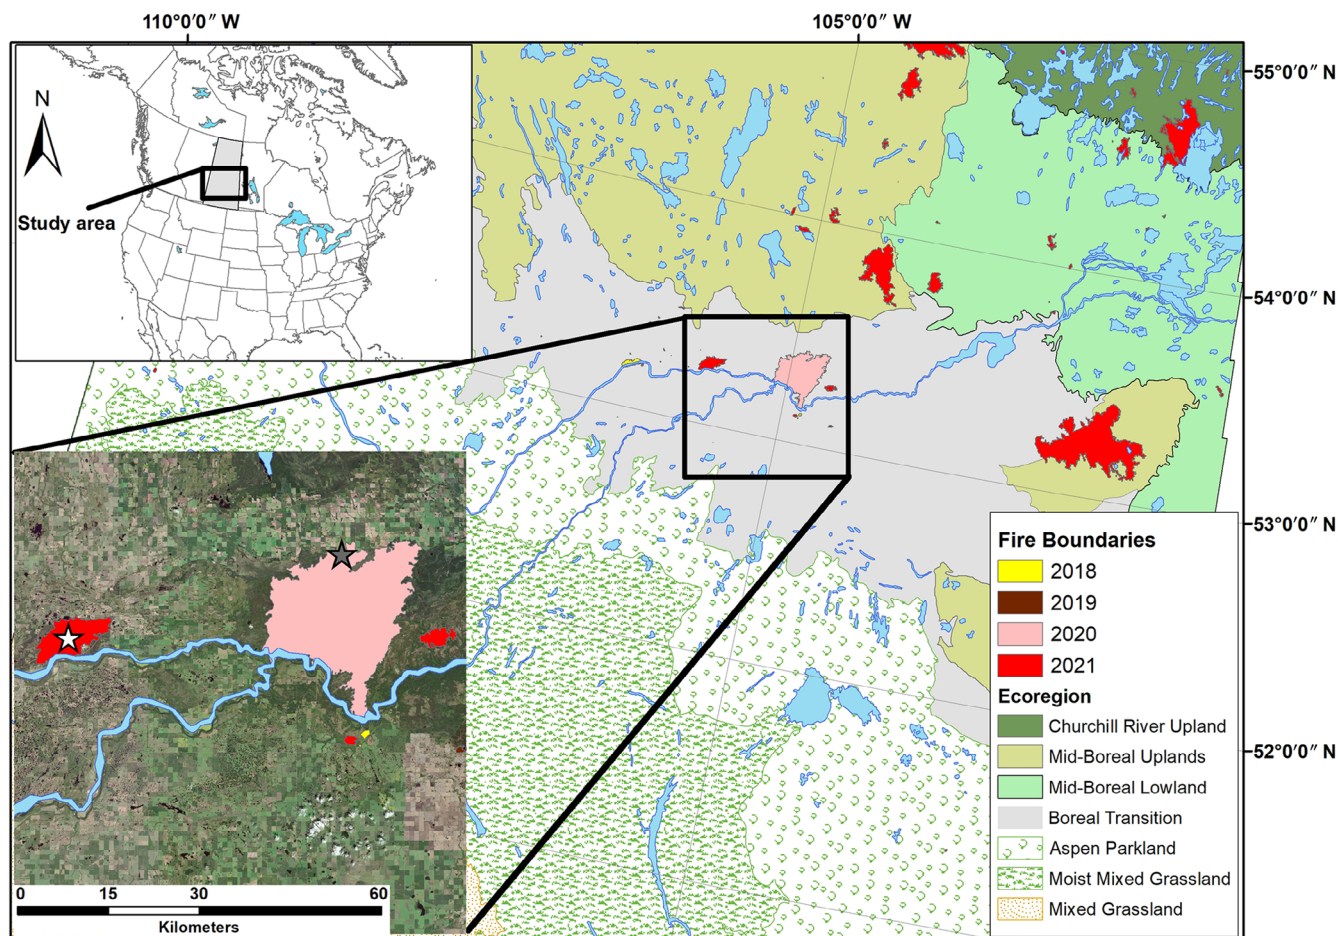 110°0'0" W
105°0'0" W
55°0'0" N
54°0'0" N
53°0'0" N
52°0'0" N
N
Study area
0 15 30 60
Kilometers
Fire Boundaries
2018
2019
2020
2021
Ecoregion
Churchill River Upland
Mid-Boreal Uplands
Mid-Boreal Lowland
Boreal Transition
Aspen Parkland
Moist Mixed Grassland
Mixed Grassland